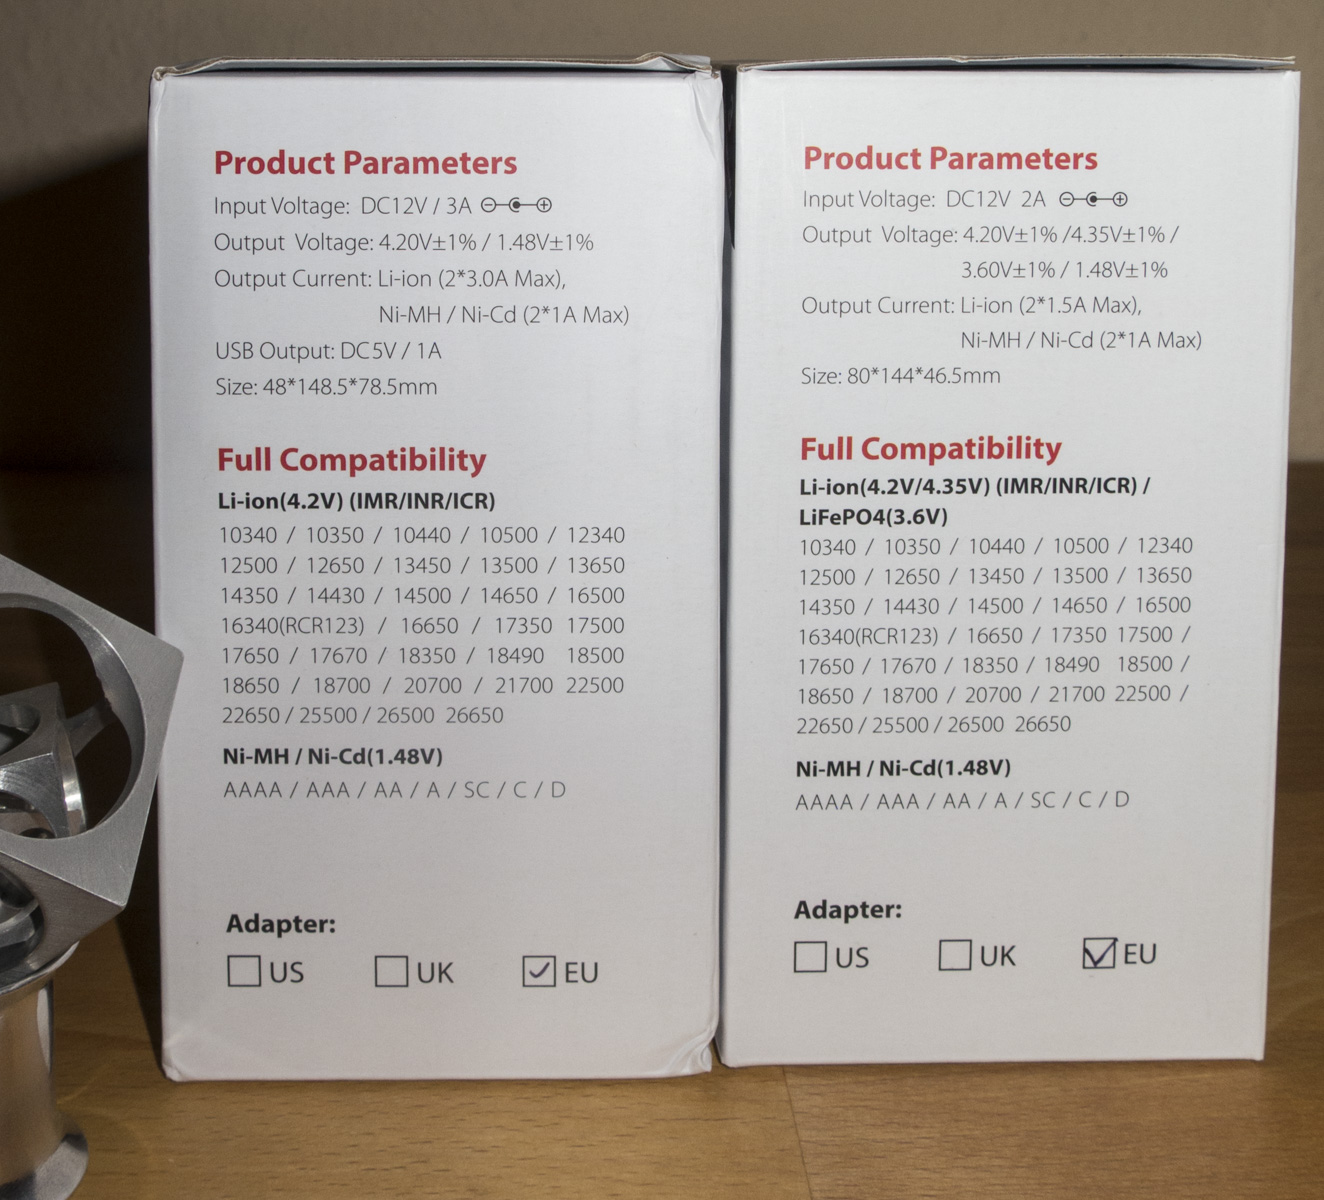 Product Parameters
Input Voltage: DC12V / 3A
Output Voltage: 4.20V±1% / 1.48V±1%
Output Current: Li-ion (2*3.0A Max),
Ni-MH / Ni-Cd (2*1A Max)
USB Output: DC5V / 1A
Size: 48*148.5*78.5mm
Full Compatibility
Li-ion(4.2V) (IMR/INR/ICR)
10340 / 10350 / 10440 / 10500 / 12340
12500 / 12650 / 13450 / 13500 / 13650
14350 / 14430 / 14500 / 14650 / 16500
16340(RCR123) / 16650 / 17350 17500
17650 / 17670 / 18350 / 18490 18500
18650 / 18700 / 20700 / 21700 22500
22650 / 25500 / 26500 26650
Ni-MH / Ni-Cd(1.48V)
AAAA / AAA / AA / A / SC / C / D
Adapter:
US UK EU
Product Parameters
Input Voltage: DC12V 2A
Output Voltage: 4.20V±1% /4.35V±1% /
3.60V±1% / 1.48V±1%
Output Current: Li-ion (2*1.5A Max),
Ni-MH / Ni-Cd (2*1A Max)
Size: 80*144*46.5mm
Full Compatibility
Li-ion(4.2V/4.35V) (IMR/INR/ICR) /
LiFePO4(3.6V)
10340 / 10350 / 10440 / 10500 / 12340
12500 / 12650 / 13450 / 13500 / 13650
14350 / 14430 / 14500 / 14650 / 16500
16340(RCR123) / 16650 / 17350 17500 /
17650 / 17670 / 18350 / 18490 18500 /
18650 / 18700 / 20700 / 21700 22500 /
22650 / 25500 / 26500 26650
Ni-MH / Ni-Cd(1.48V)
AAAA / AAA / AA / A / SC / C / D
Adapter:
US UK EU